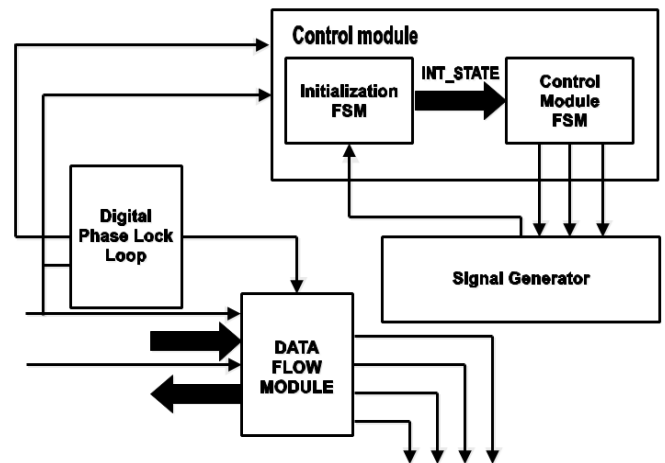 Control module
INT_STATE
Initialization
FSM
Control
Module
FSM
Digital
Phase Lock
Loop
Signal Generator
DATA
FLOW
MODULE